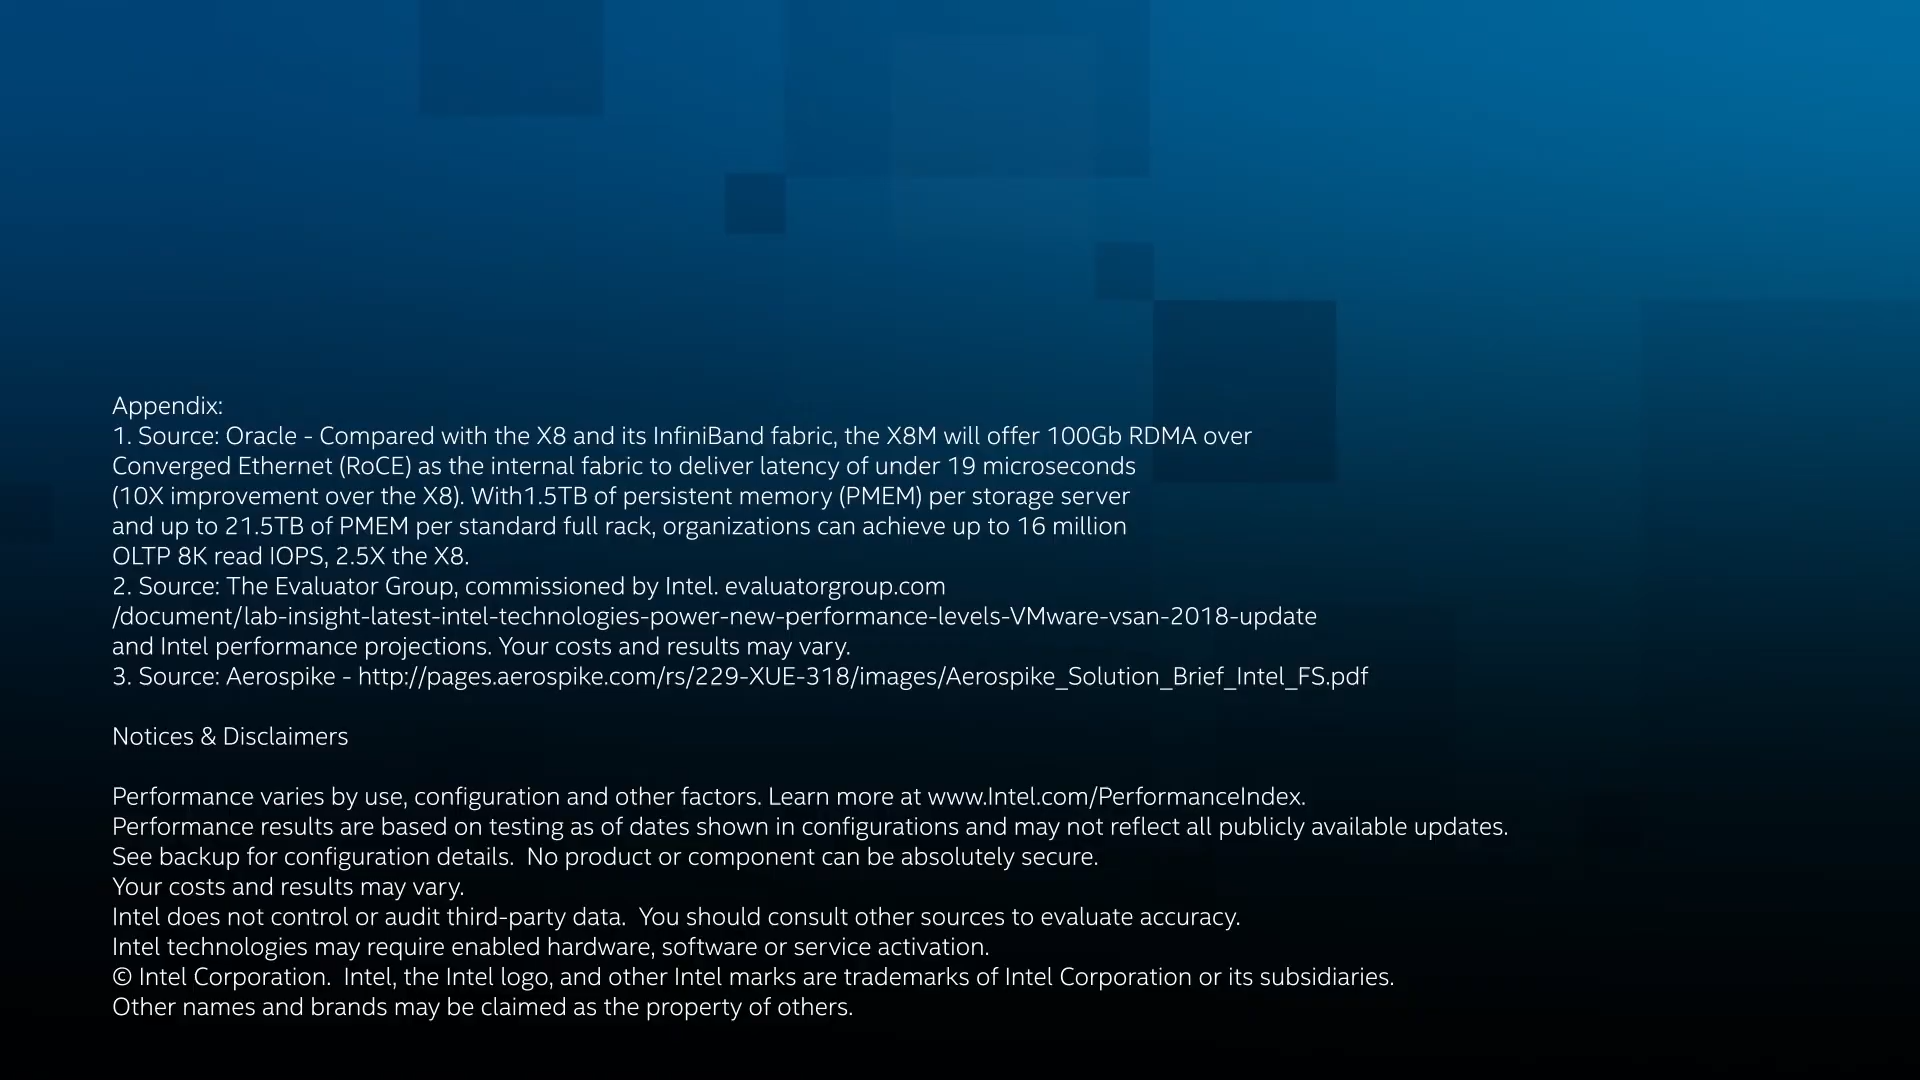 Appendix:
1. Source: Oracle - Compared with the X8 and its InfiniBand fabric, the X8M will offer 100Gb RDMA over
Converged Ethernet (RoCE) as the internal fabric to deliver latency of under 19 microseconds
(10X improvement over the X8). With1.5TB of persistent memory (PMEM) per storage server
and up to 21.5TB of PMEM per standard full rack, organizations can achieve up to 16 million
OLTP 8K read IOPS, 2.5X the X8.
2. Source: The Evaluator Group, commissioned by Intel. evaluatorgroup.com
/document/lab-insight-latest-intel-technologies-power-new-performance-levels-VMware-vsan-2018-update
and Intel performance projections. Your costs and results may vary.
3. Source: Aerospike - http://pages.aerospike.com/rs/229-XUE-318/images/Aerospike_Solution_Brief_Intel_FS.pdf
Notices & Disclaimers
Performance varies by use, configuration and other factors. Learn more at www.Intel.com/PerformanceIndex.
Performance results are based on testing as of dates shown in configurations and may not reflect all publicly available updates.
See backup for configuration details.  No product or component can be absolutely secure.
Your costs and results may vary.
Intel does not control or audit third-party data.  You should consult other sources to evaluate accuracy.
Intel technologies may require enabled hardware, software or service activation.
© Intel Corporation.  Intel, the Intel logo, and other Intel marks are trademarks of Intel Corporation or its subsidiaries.
Other names and brands may be claimed as the property of others.